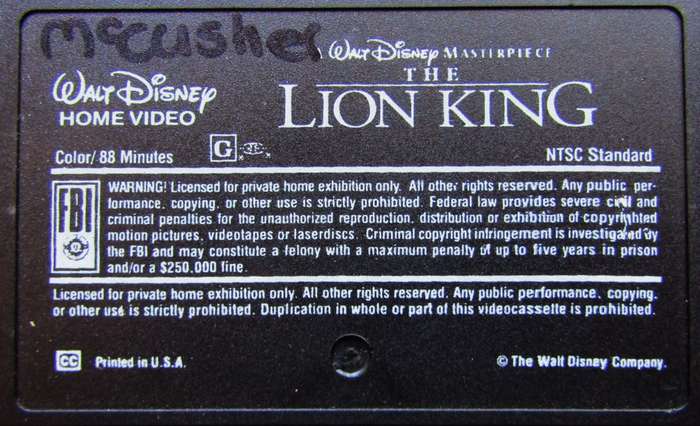 McCusher
A WALT DISNEY MASTERPIECE
THE
LION KING
WALT DISNEY
HOME VIDEO
Color/ 88 Minutes G NTSC Standard
FBI
WARNING! Licensed for private home exhibition only. All other rights reserved. Any public per-
formance, copying, or other use is strictly prohibited. Federal law provides severe civil and
criminal penalties for the unauthorized reproduction, distribution or exhibition of copyrighted
motion pictures, videotapes or laserdiscs. Criminal copyright infringement is investigated by
the FBI and may constitute a felony with a maximum penalty of up to five years in prison
and/or a $250,000 fine.
Licensed for private home exhibition only. All other rights reserved. Any public performance, copying,
or other use is strictly prohibited. Duplication in whole or part of this videocassette is prohibited.
CC Printed in U.S.A. © The Walt Disney Company.